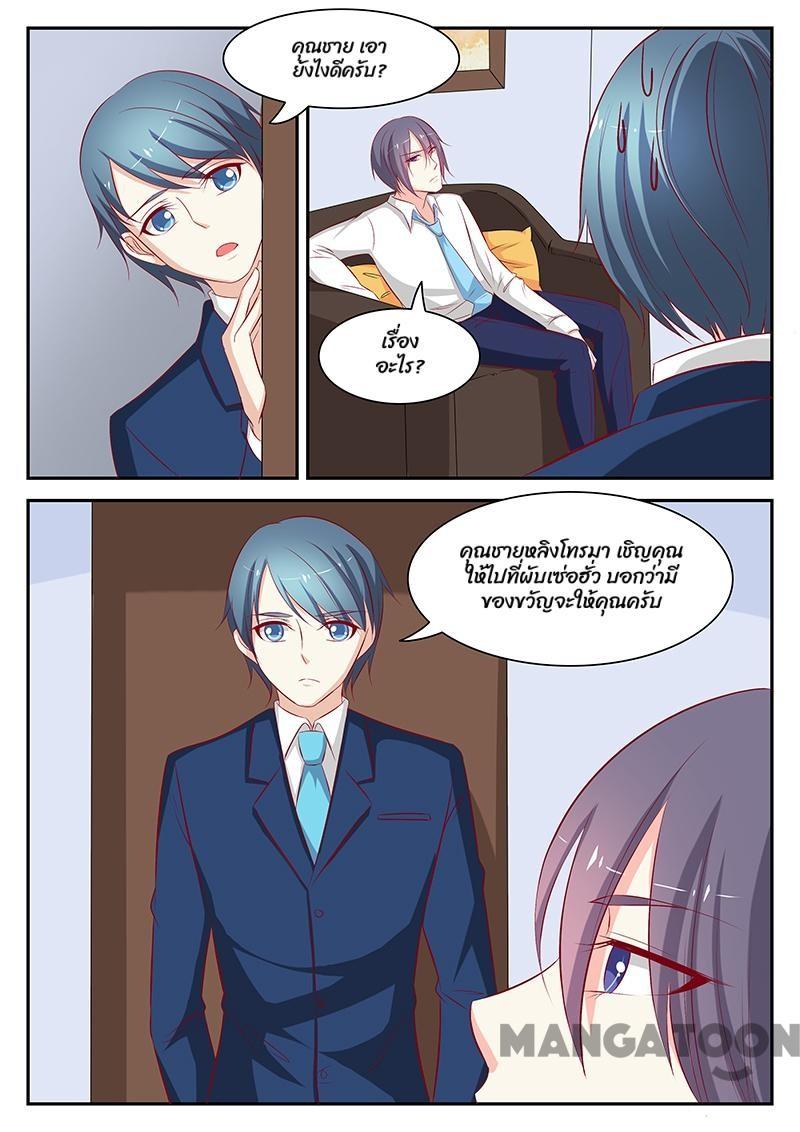 คุณชาย เอา
ยังไงดีครับ?
เรื่อง
อะไร?
คุณชายหลิงโทรมา เชิญคุณ
ให้ไปที่ผับเซ่อฮั่ว บอกว่ามี
ของขวัญจะให้คุณครับ
MANGATOON